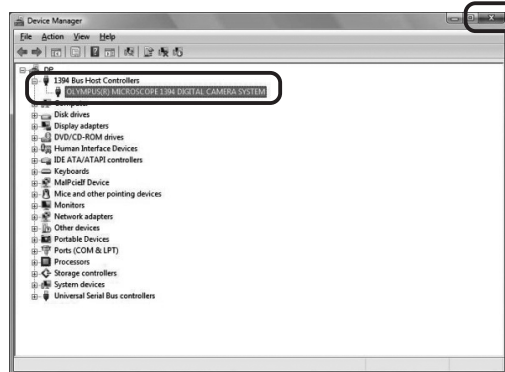 Device Manager
File Action View Help
DP
1394 Bus Host Controllers
OLYMPUS(R) MICROSCOPE 1394 DIGITAL CAMERA SYSTEM
Computer
Disk drives
Display adapters
DVD/CD-ROM drives
Human Interface Devices
IDE ATA/ATAPI controllers
Keyboards
MalPcieIf Device
Mice and other pointing devices
Monitors
Network adapters
Other devices
Portable Devices
Ports (COM & LPT)
Processors
Storage controllers
System devices
Universal Serial Bus controllers